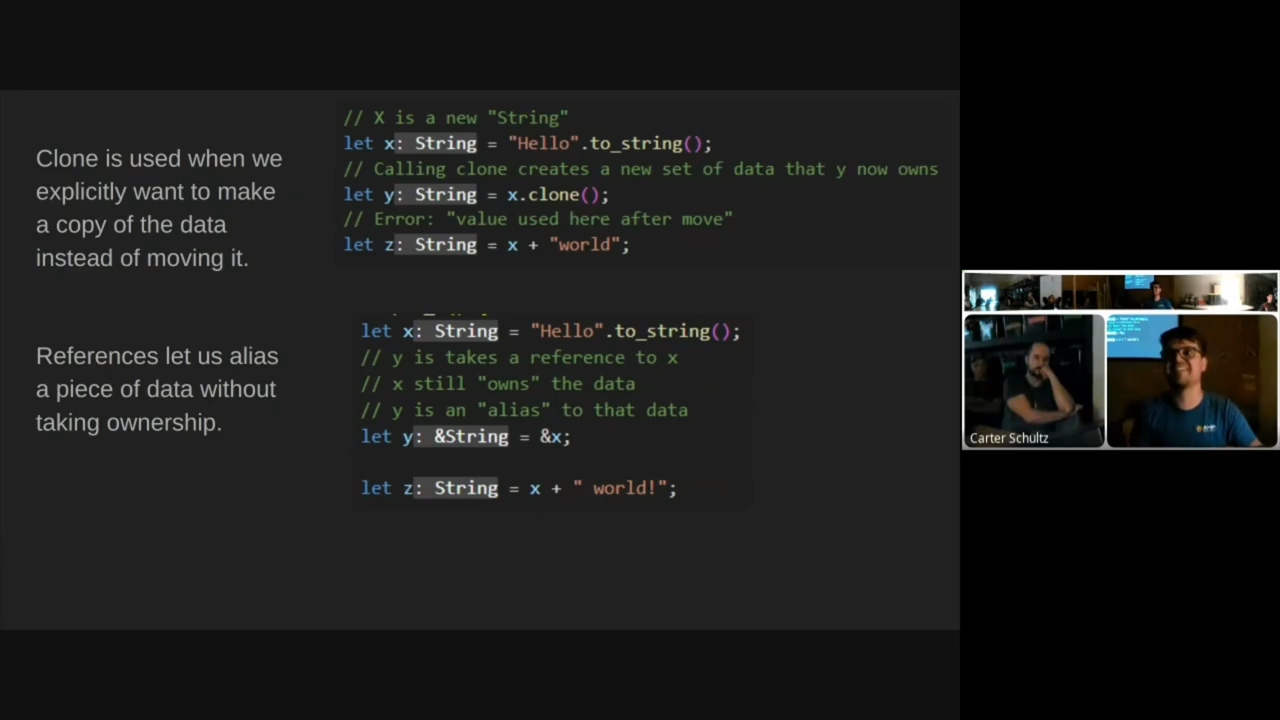 Clone is used when we
explicitly want to make
a copy of the data
instead of moving it.
// X is a new "String"
let x: String = "Hello".to_string();
// Calling clone creates a new set of data that y now owns
let y: String = x.clone();
// Error: "value used here after move"
let z: String = x + "world";
References let us alias
a piece of data without
taking ownership.
let x: String = "Hello".to_string();
// y is takes a reference to x
// x still "owns" the data
// y is an "alias" to that data
let y: &String = &x;
let z: String = x + " world!";
Carter Schultz